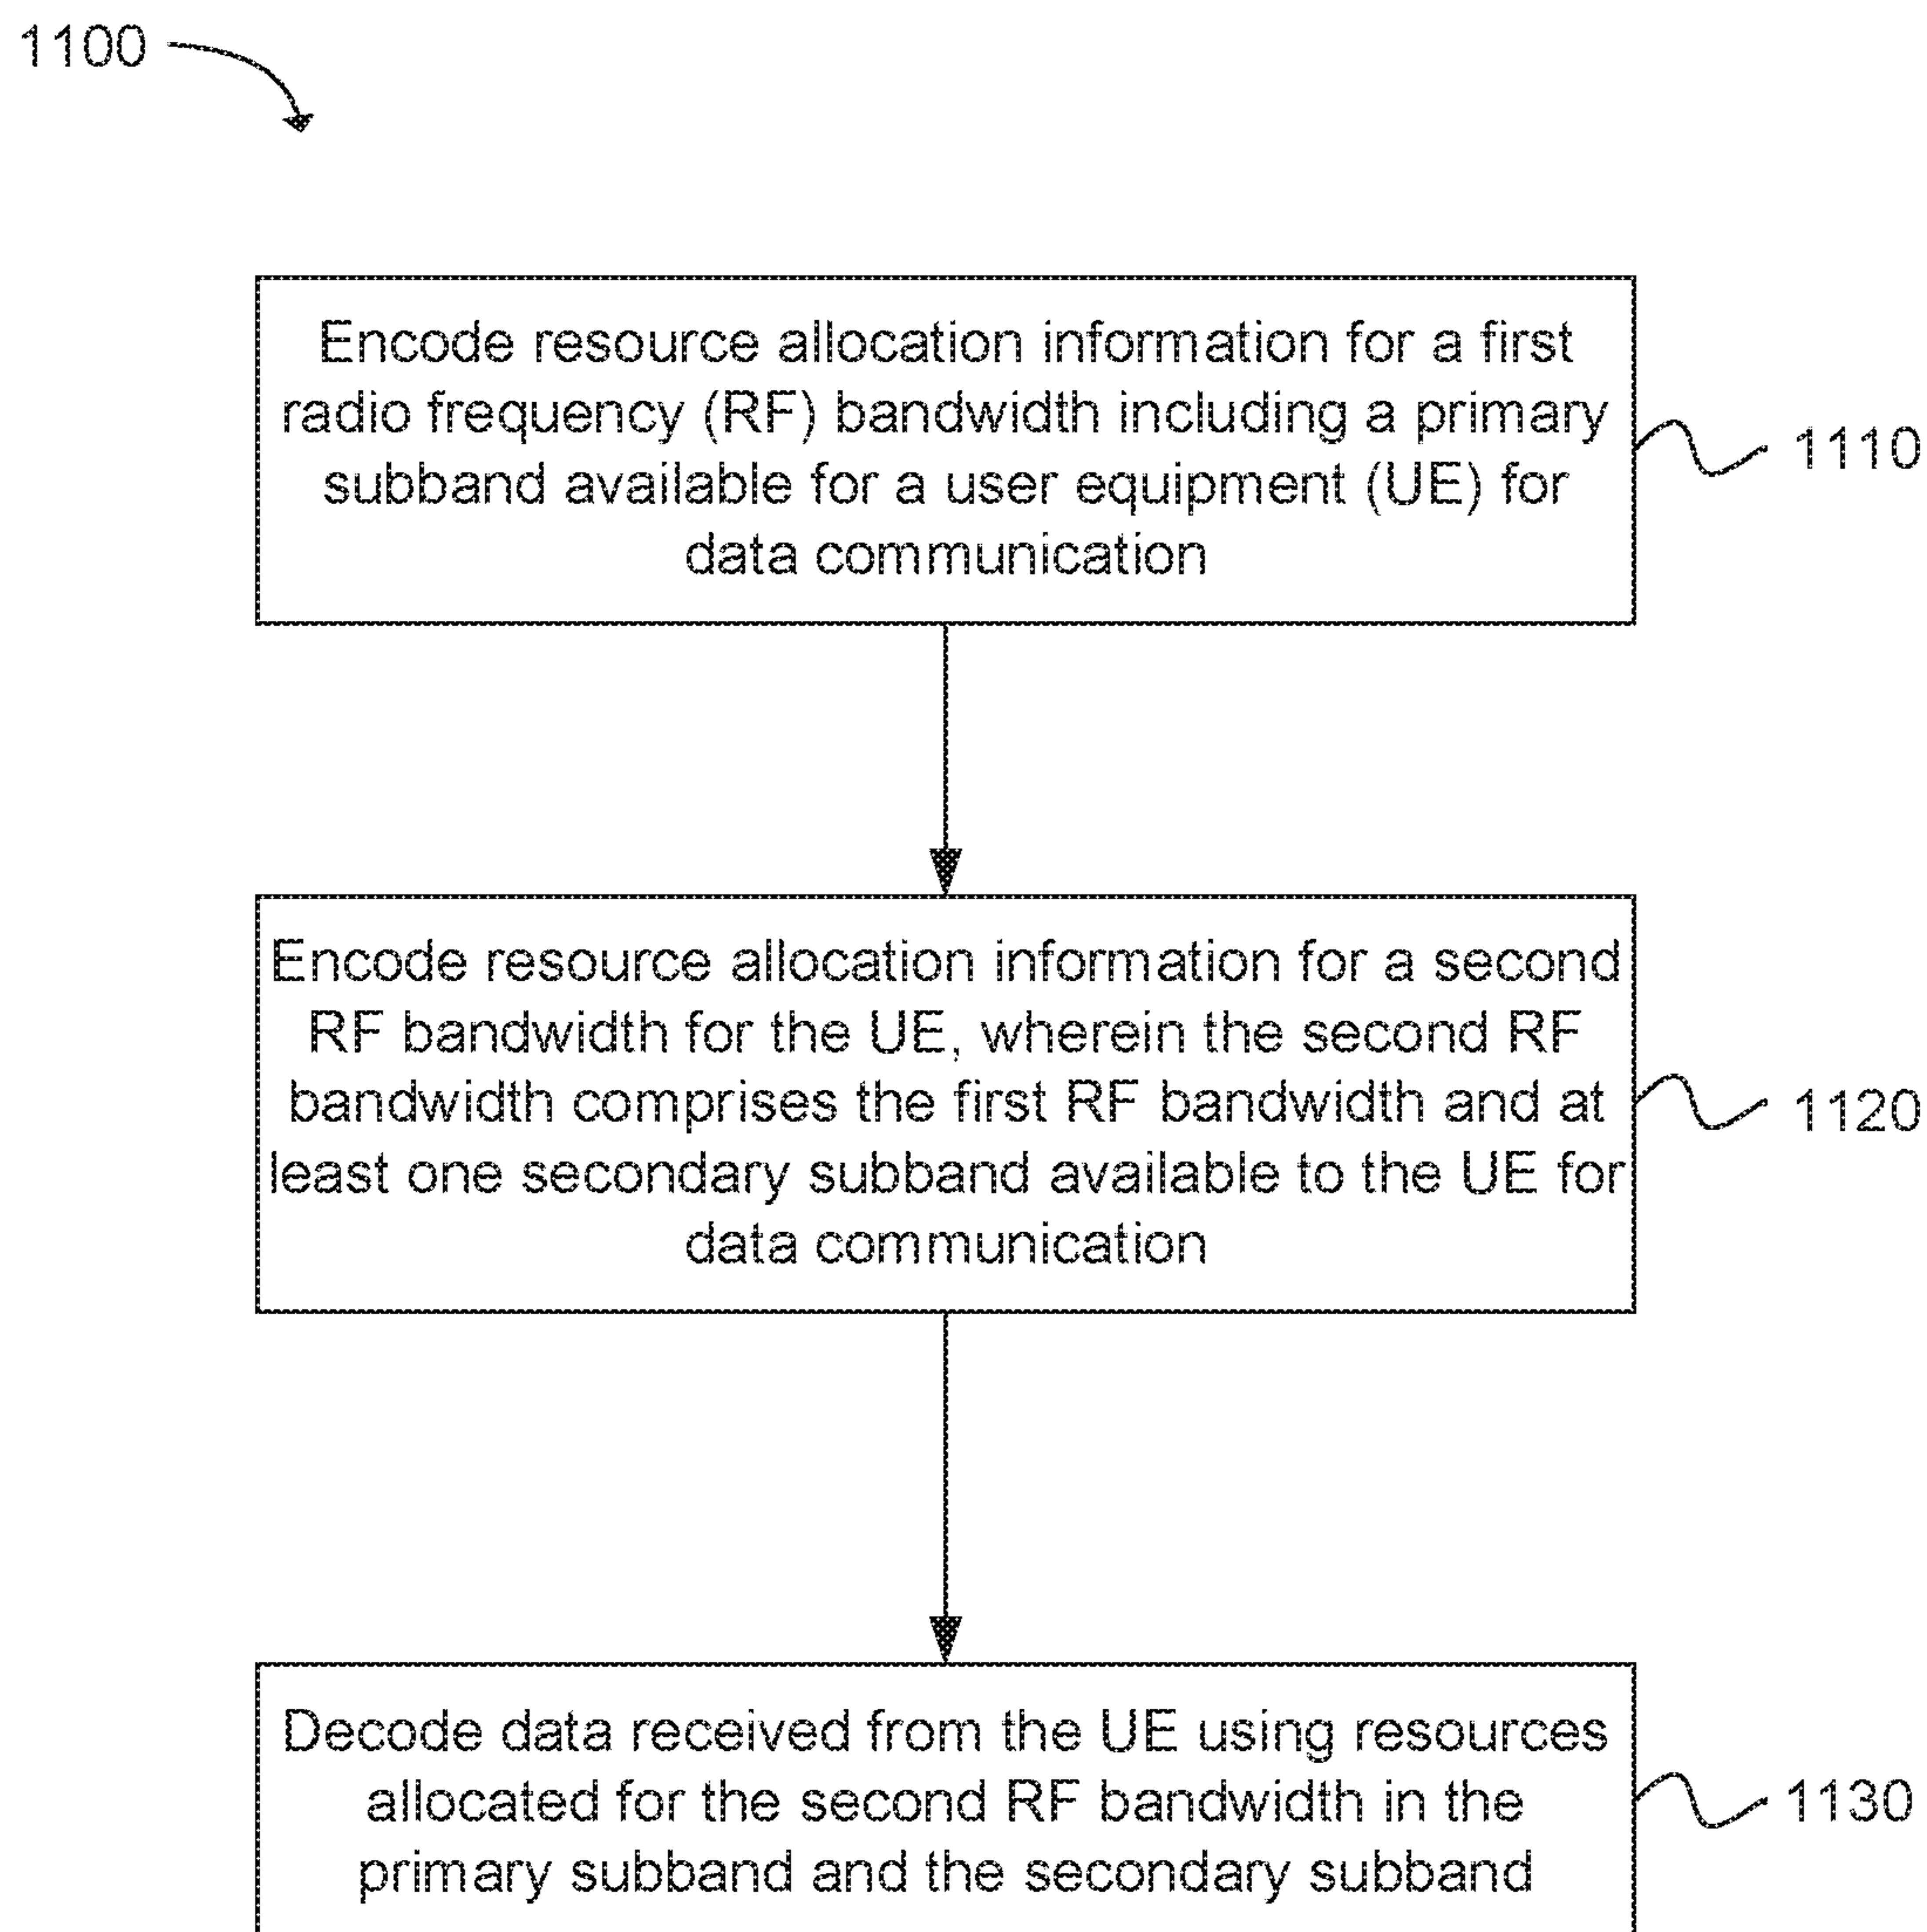 1100
Encode resource allocation information for a first
radio frequency (RF) bandwidth including a primary
subband available for a user equipment (UE) for
data communication
1110
Encode resource allocation information for a second
RF bandwidth for the UE, wherein the second RF
bandwidth comprises the first RF bandwidth and at
least one secondary subband available to the UE for
data communication
1120
Decode data received from the UE using resources
allocated for the second RF bandwidth in the
primary subband and the secondary subband
1130